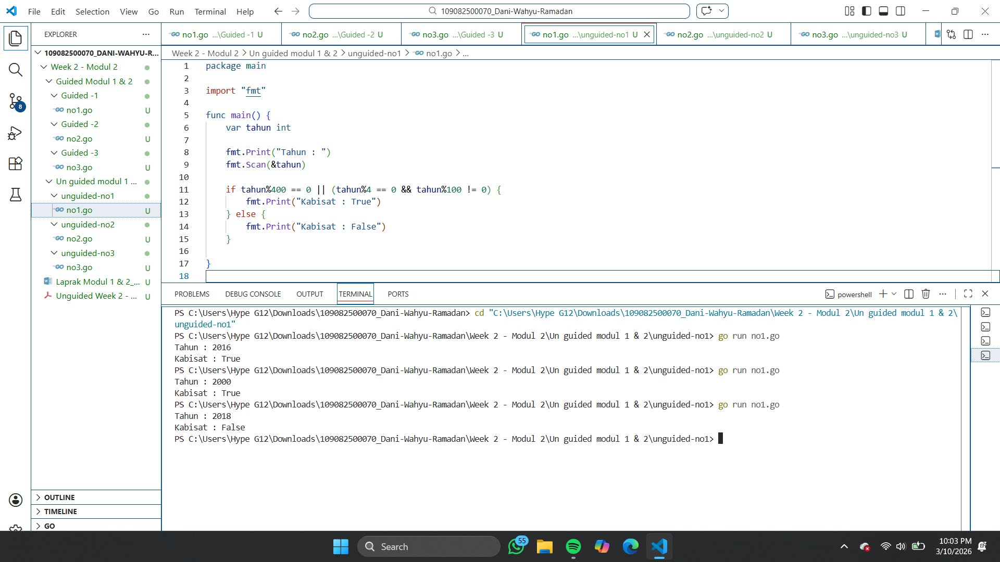 File Edit Selection View Go Run Terminal Help
109082500070_Dani-Wahyu-Ramadan
EXPLORER
no1.go ...\Guided -1 U
no2.go ...\Guided -2 U
no3.go ...\Guided -3 U
no1.go ...\unguided-no1 U
no2.go ...\unguided-no2 U
no3.go ...\unguided-no3 U
109082500070_DANI-WAHYU-R...
Week 2 - Modul 2
Guided Modul 1 & 2
Guided -1
no1.go U
Guided -2
no2.go U
Guided -3
no3.go U
Un guided modul 1 ...
unguided-no1
no1.go U
unguided-no2
no2.go U
unguided-no3
no3.go U
Laprak Modul 1 & 2_... U
Unguided Week 2 - ... U
OUTLINE
TIMELINE
GO
8
Week 2 - Modul 2 > Un guided modul 1 & 2 > unguided-no1 > no1.go > ...
1 package main
2
3 import "fmt"
4
5 func main() {
6 var tahun int
7
8 fmt.Print("Tahun : ")
9 fmt.Scan(&tahun)
10
11 if tahun%400 == 0 || (tahun%4 == 0 && tahun%100 != 0) {
12 fmt.Print("Kabisat : True")
13 } else {
14 fmt.Print("Kabisat : False")
15 }
16
17 }
18
PROBLEMS DEBUG CONSOLE OUTPUT TERMINAL PORTS
powershell
PS C:\Users\Hype G12\Downloads\109082500070_Dani-Wahyu-Ramadan> cd "C:\Users\Hype G12\Downloads\109082500070_Dani-Wahyu-Ramadan\Week 2 - Modul 2\Un guided modul 1 & 2\
unguided-no1"
PS C:\Users\Hype G12\Downloads\109082500070_Dani-Wahyu-Ramadan\Week 2 - Modul 2\Un guided modul 1 & 2\unguided-no1> go run no1.go
Tahun : 2016
Kabisat : True
PS C:\Users\Hype G12\Downloads\109082500070_Dani-Wahyu-Ramadan\Week 2 - Modul 2\Un guided modul 1 & 2\unguided-no1> go run no1.go
Tahun : 2000
Kabisat : True
PS C:\Users\Hype G12\Downloads\109082500070_Dani-Wahyu-Ramadan\Week 2 - Modul 2\Un guided modul 1 & 2\unguided-no1> go run no1.go
Tahun : 2018
Kabisat : False
PS C:\Users\Hype G12\Downloads\109082500070_Dani-Wahyu-Ramadan\Week 2 - Modul 2\Un guided modul 1 & 2\unguided-no1>
Search
55
10:03 PM
3/10/2026